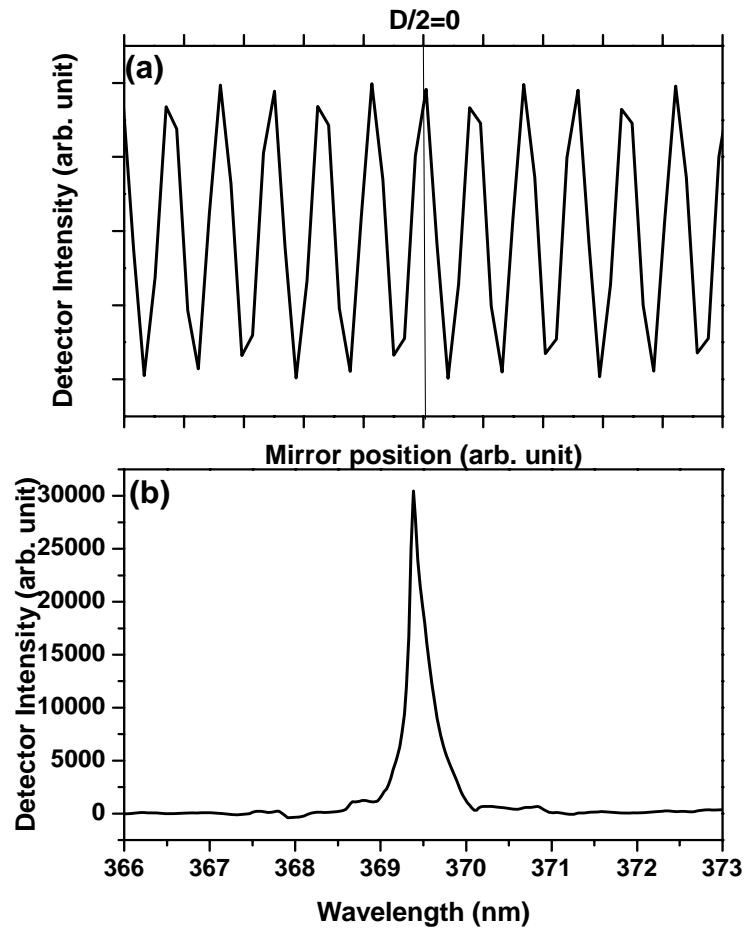 D/2=0
(a)
Detector Intensity (arb. unit)
Mirror position (arb. unit)
(b)
Detector Intensity (arb. unit)
30000
25000
20000
15000
10000
5000
0
366 367 368 369 370 371 372 373
Wavelength (nm)